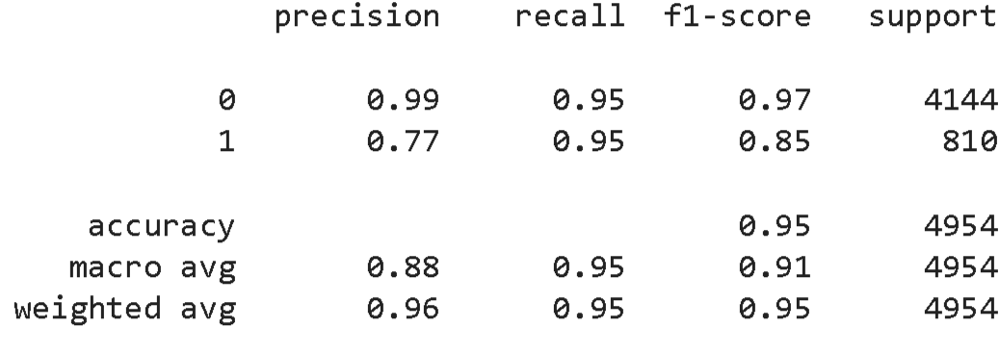 precision recall f1-score support
0 0.99 0.95 0.97 4144
1 0.77 0.95 0.85 810
accuracy 0.95 4954
macro avg 0.88 0.95 0.91 4954
weighted avg 0.96 0.95 0.95 4954